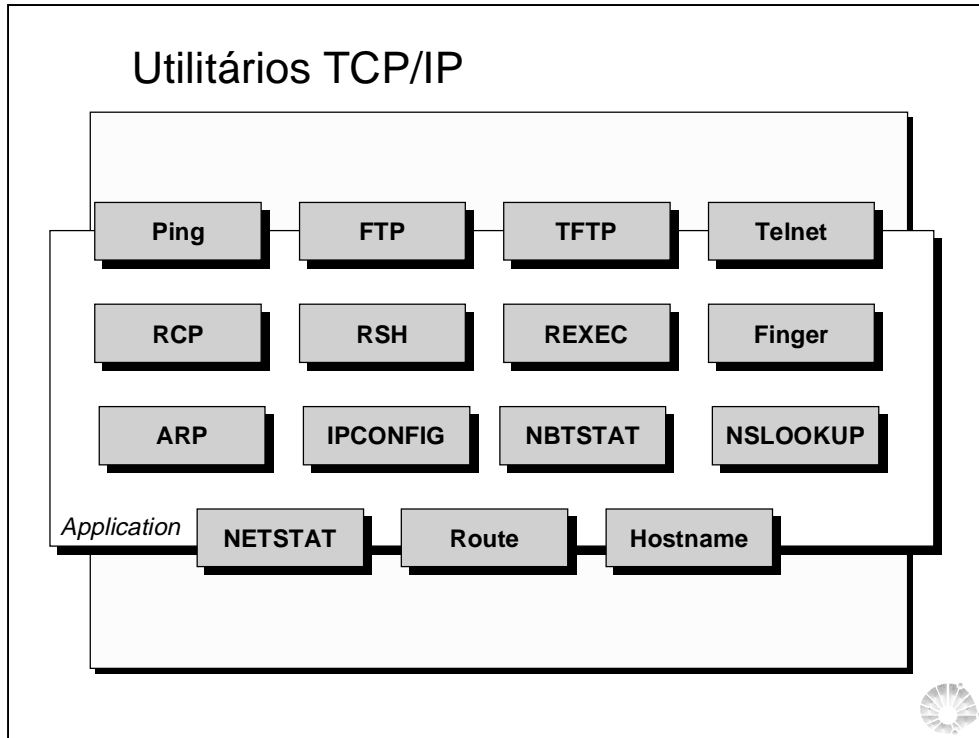 Utilitários TCP/IP
Ping FTP TFTP Telnet
RCP RSH REXEC Finger
ARP IPCONFIG NBTSTAT NSLOOKUP
Application
NETSTAT Route Hostname